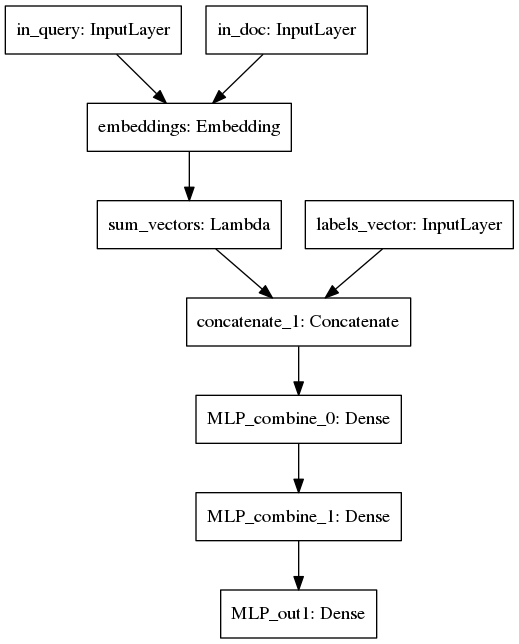 in_query: InputLayer
in_doc: InputLayer
embeddings: Embedding
sum_vectors: Lambda
labels_vector: InputLayer
concatenate_1: Concatenate
MLP_combine_0: Dense
MLP_combine_1: Dense
MLP_out1: Dense